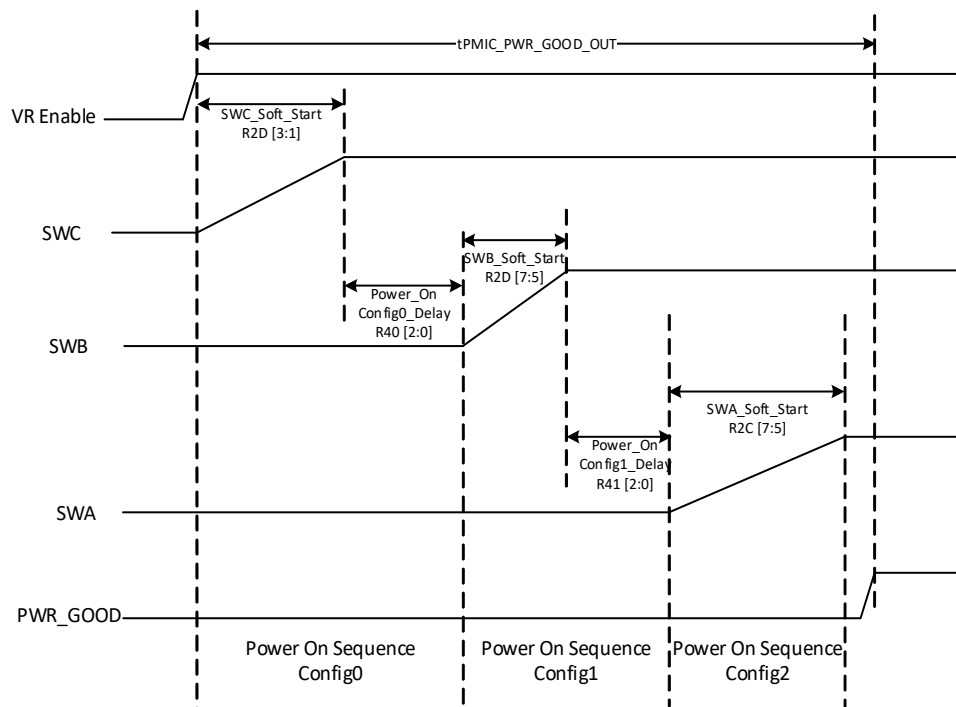 tPMIC_PWR_GOOD_OUT
VR Enable
SWC_Soft_Start
R2D [3:1]
SWC
SWB_Soft_Start
R2D [7:5]
Power_On
Config0_Delay
R40 [2:0]
SWB
SWA_Soft_Start
R2C [7:5]
Power_On
Config1_Delay
R41 [2:0]
SWA
PWR_GOOD
Power On Sequence
Config0
Power On Sequence
Config1
Power On Sequence
Config2